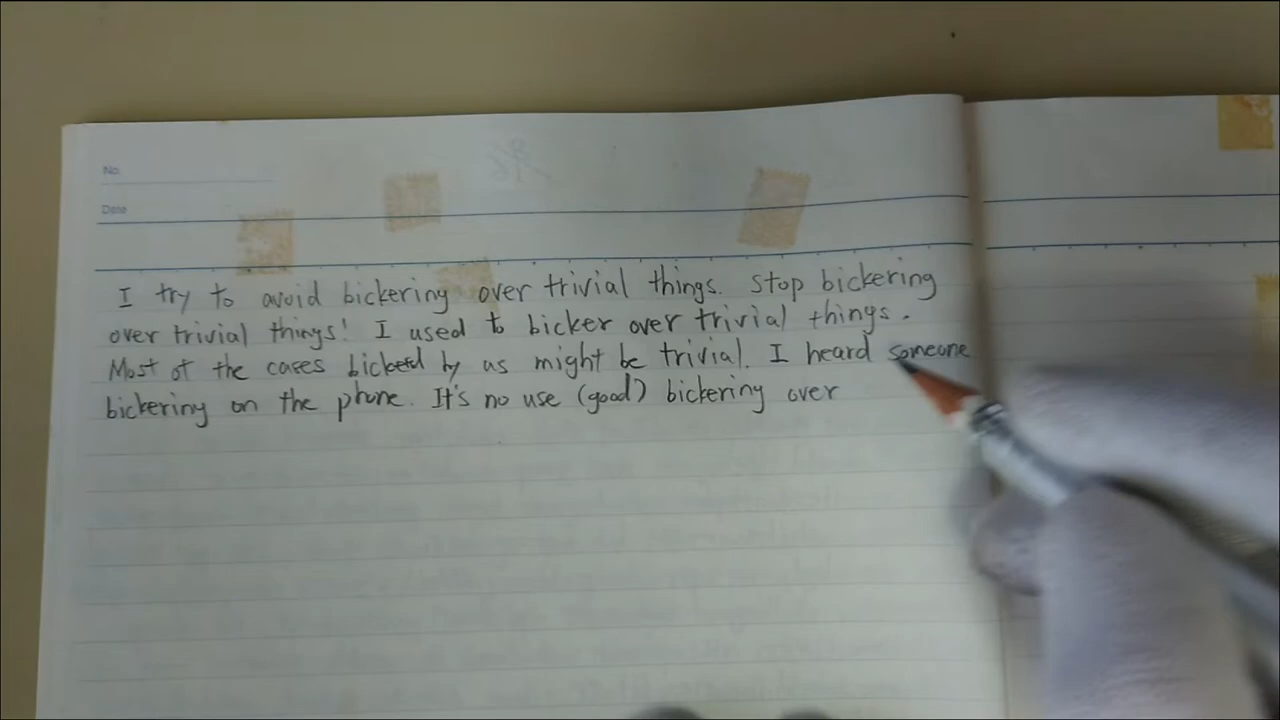 No.
Date
I try to avoid bickering over trivial things. Stop bickering
over trivial things! I used to bicker over trivial things.
Most of the cases bickered by us might be trivial. I heard someone
bickering on the phone. It's no use (good) bickering over